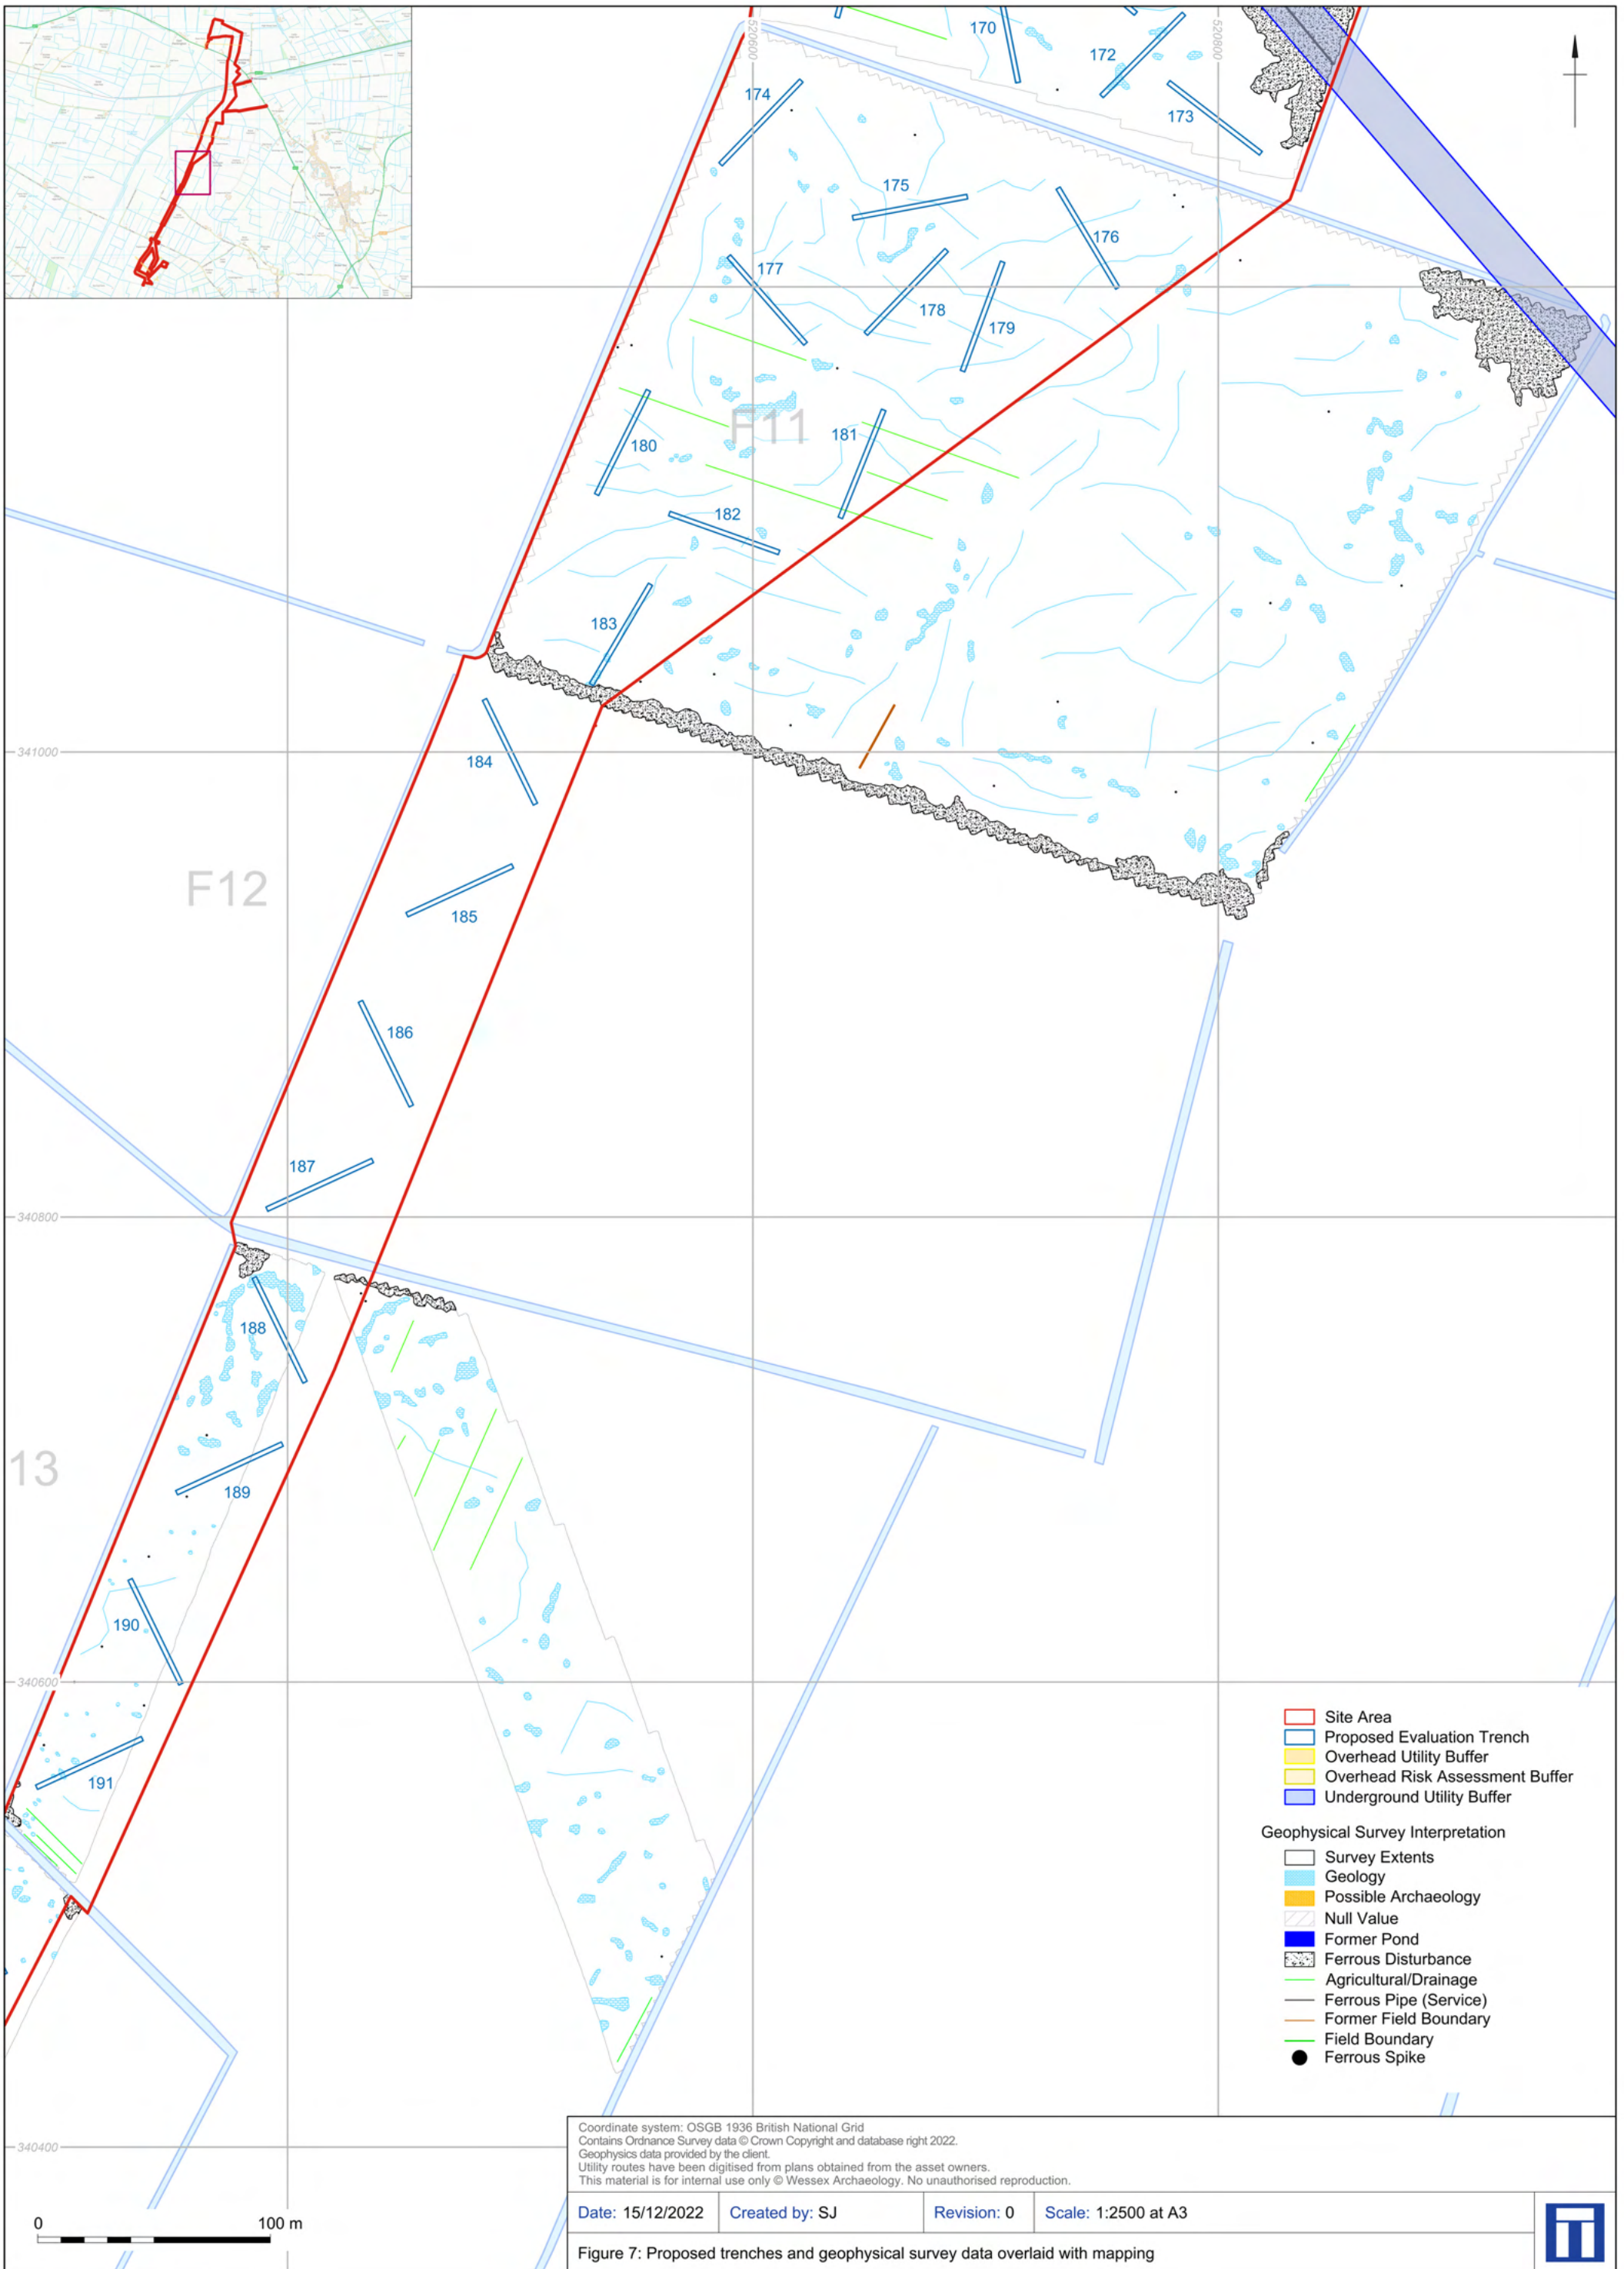 170
520600
520800
172
174
173
175
176
177
178
179
F11
180
181
182
183
341000
184
F12
185
186
187
340800
188
13
189
190
340600
191
Site Area
Proposed Evaluation Trench
Overhead Utility Buffer
Overhead Risk Assessment Buffer
Underground Utility Buffer
Geophysical Survey Interpretation
Survey Extents
Geology
Possible Archaeology
Null Value
Former Pond
Ferrous Disturbance
Agricultural/Drainage
Ferrous Pipe (Service)
Former Field Boundary
Field Boundary
Ferrous Spike
340400
Coordinate system: OSGB 1936 British National Grid
Contains Ordnance Survey data © Crown Copyright and database right 2022.
Geophysics data provided by the client.
Utility routes have been digitised from plans obtained from the asset owners.
This material is for internal use only © Wessex Archaeology. No unauthorised reproduction.
0 100 m
Date: 15/12/2022 Created by: SJ Revision: 0 Scale: 1:2500 at A3
Figure 7: Proposed trenches and geophysical survey data overlaid with mapping